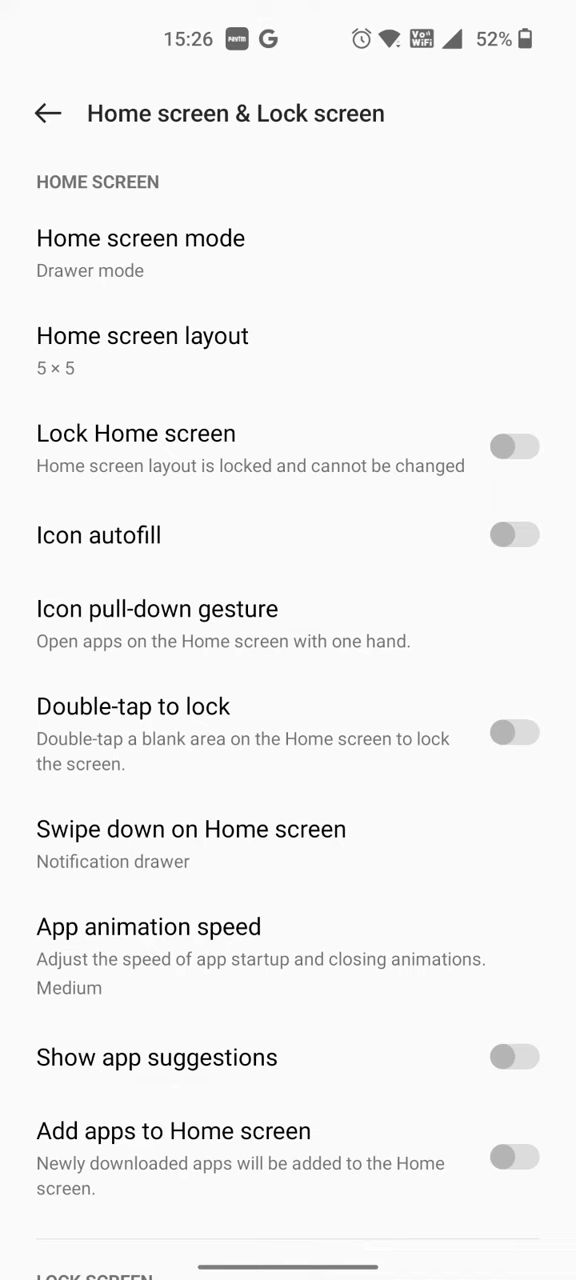 15:26 Paytm G Vo WiFi 52%
Home screen & Lock screen
HOME SCREEN
Home screen mode
Drawer mode
Home screen layout
5 × 5
Lock Home screen
Home screen layout is locked and cannot be changed
Icon autofill
Icon pull-down gesture
Open apps on the Home screen with one hand.
Double-tap to lock
Double-tap a blank area on the Home screen to lock
the screen.
Swipe down on Home screen
Notification drawer
App animation speed
Adjust the speed of app startup and closing animations.
Medium
Show app suggestions
Add apps to Home screen
Newly downloaded apps will be added to the Home
screen.
LOCK SCREEN